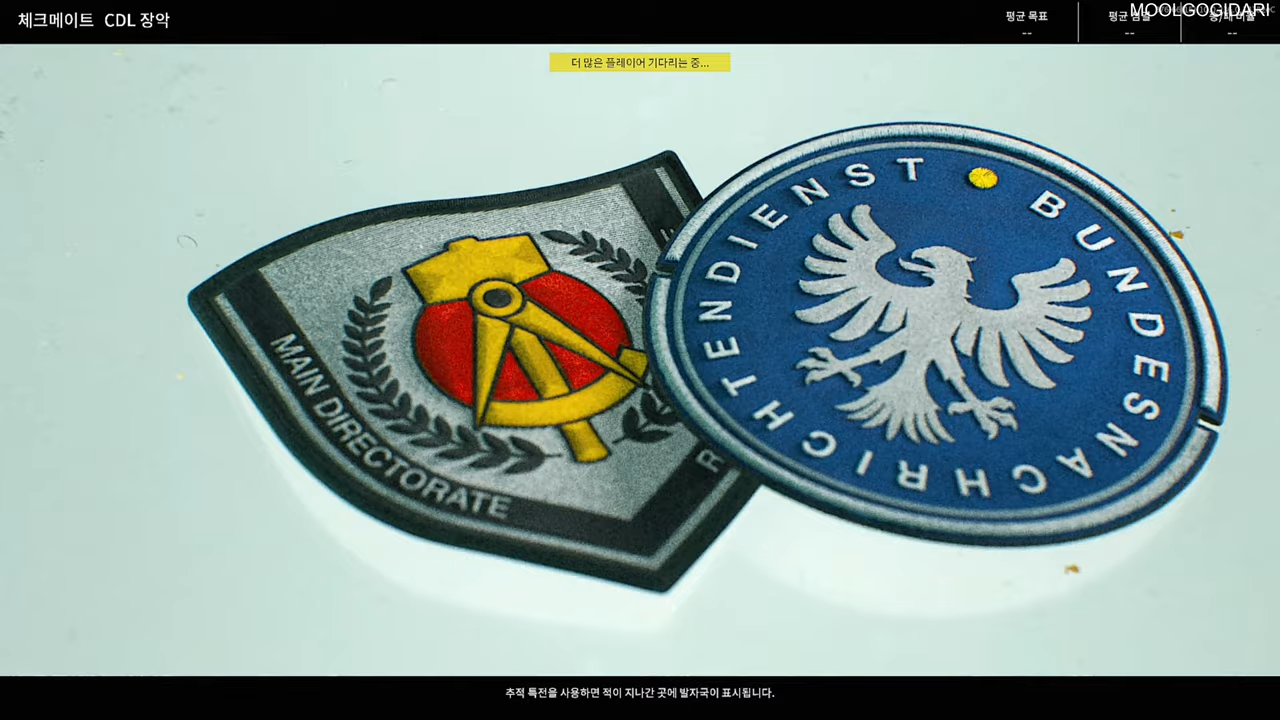 체크메이트 CDL 장악
MOOLGOGIDARI
평균 목표
평균
--
--
--
더 많은 플레이어 기다리는 중...
BUNDESNACHRICHTENDIENST
MAIN DIRECTORATE
R
추적 특전을 사용하면 적이 지나간 곳에 발자국이 표시됩니다.